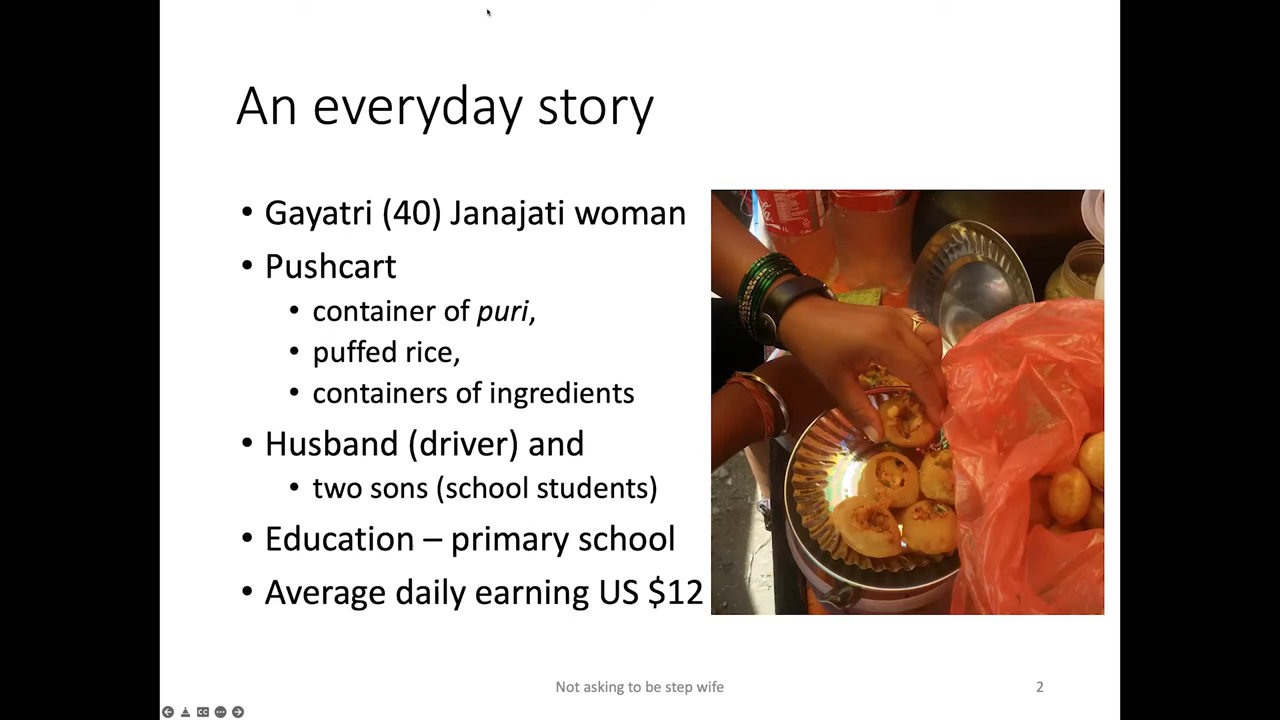 An everyday story
• Gayatri (40) Janajati woman
• Pushcart
• container of puri,
• puffed rice,
• containers of ingredients
• Husband (driver) and
• two sons (school students)
• Education – primary school
• Average daily earning US $12
Not asking to be step wife
2